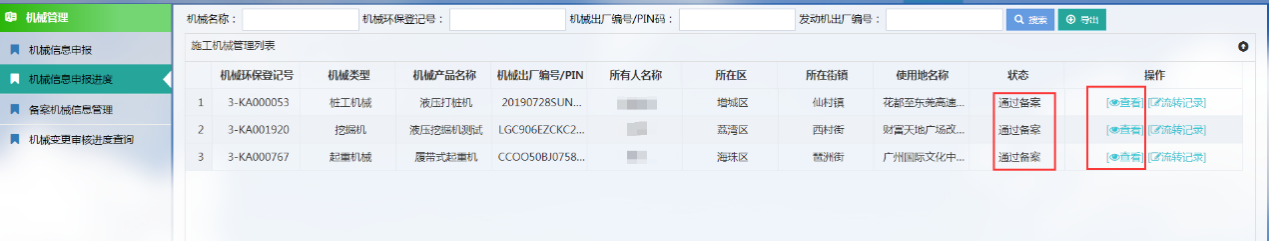 机械管理
机械信息申报
机械信息申报进度
备案机械信息管理
机械变更审核进度查询
机械名称： 机械环保登记号： 机械出厂编号/PIN码： 发动机出厂编号： 搜索 导出
施工机械管理列表
机械环保登记号 机械类型 机械产品名称 机械出厂编号/PIN 所有人名称 所在区 所在街镇 使用地名称 状态 操作
1 3-KA000053 桩工机械 液压打桩机 20190728SUN... 增城区 仙村镇 花都至东莞高速... 通过备案 [查看] [流转记录]
2 3-KA001920 挖掘机 液压挖掘机测试 LGC906EZCKC2... 荔湾区 西村街 财富天地广场改... 通过备案 [查看] [流转记录]
3 3-KA000767 起重机械 履带式起重机 CCOO50BJ0758... 海珠区 琶洲街 广州国际文化中... 通过备案 [查看] [流转记录]